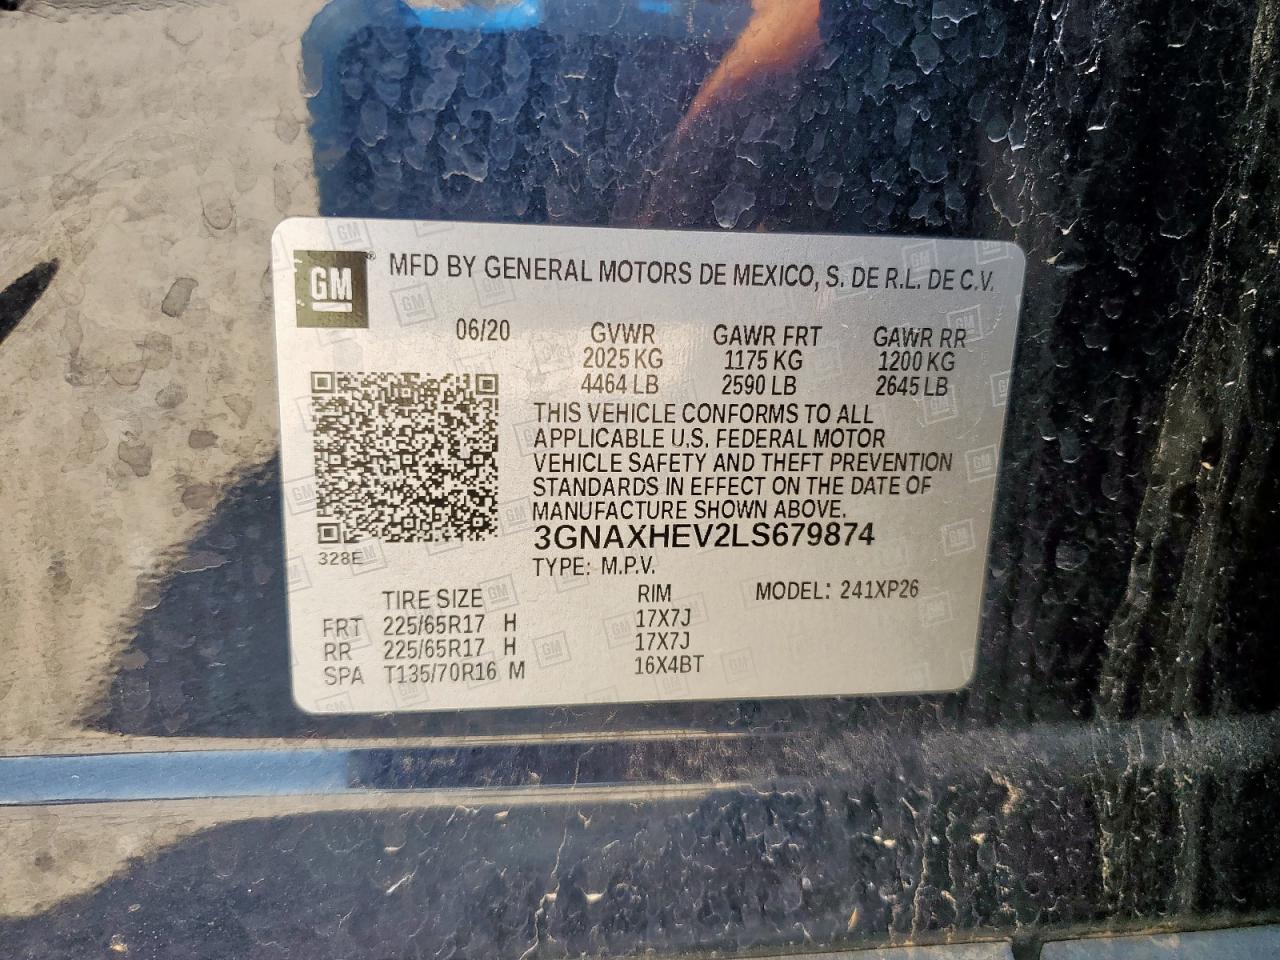 GM ® MFD BY GENERAL MOTORS DE MEXICO, S. DE R.L. DE C.V.
06/20 GVWR GAWR FRT GAWR RR
2025 KG 1175 KG 1200 KG
4464 LB 2590 LB 2645 LB
THIS VEHICLE CONFORMS TO ALL
APPLICABLE U.S. FEDERAL MOTOR
VEHICLE SAFETY AND THEFT PREVENTION
STANDARDS IN EFFECT ON THE DATE OF
MANUFACTURE SHOWN ABOVE.
3GNAXHEV2LS679874
328E
TYPE: M.P.V.
TIRE SIZE RIM MODEL: 241XP26
FRT 225/65R17 H 17X7J
RR 225/65R17 H 17X7J
SPA T135/70R16 M 16X4BT